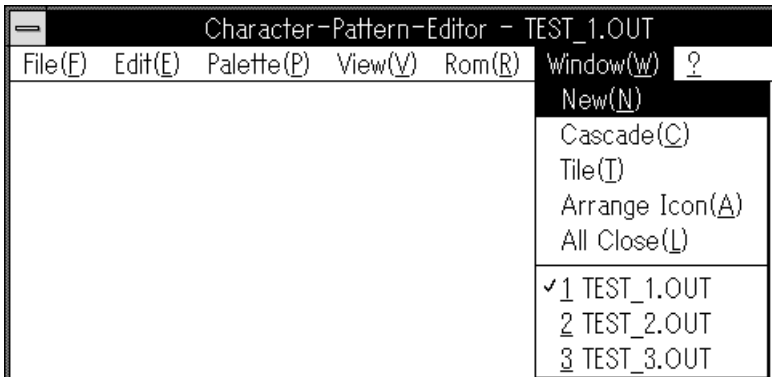 Character-Pattern-Editor - TEST_1.OUT
File(F) Edit(E) Palette(P) View(V) Rom(R) Window(W) ?
New(N)
Cascade(C)
Tile(T)
Arrange Icon(A)
All Close(L)
✓1 TEST_1.OUT
2 TEST_2.OUT
3 TEST_3.OUT